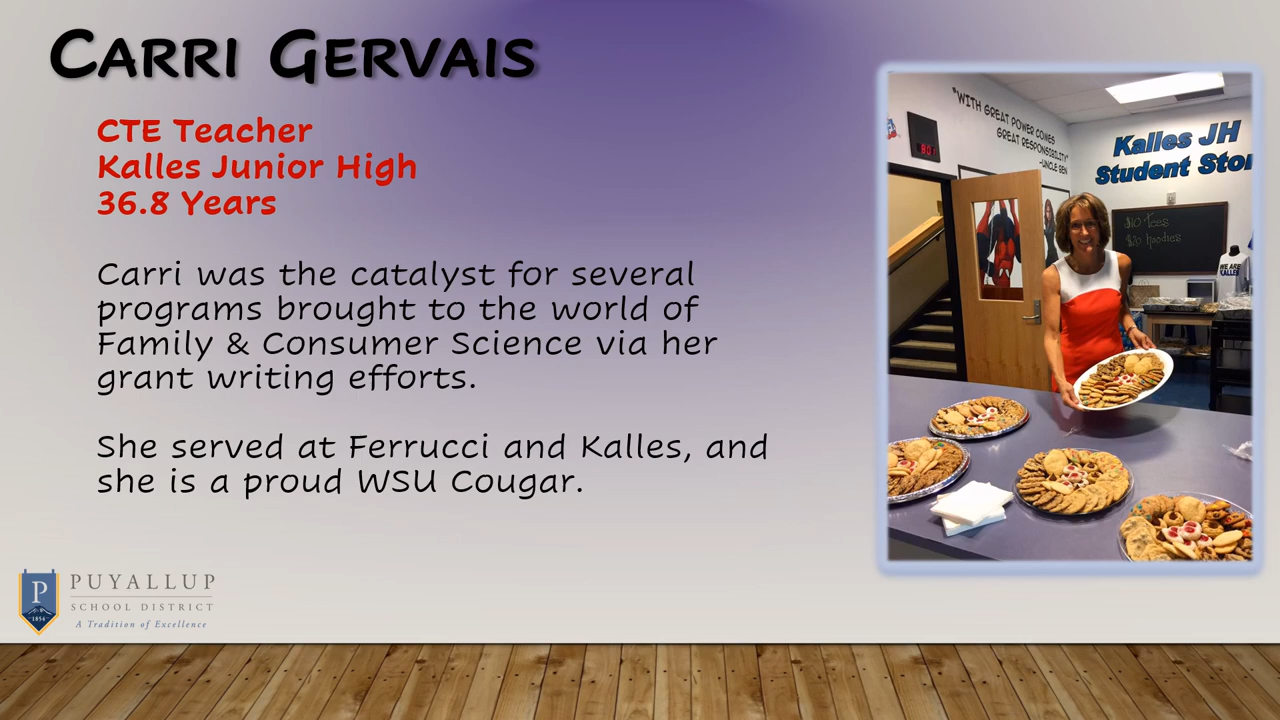 CARRI GERVAIS
CTE Teacher
Kalles Junior High
36.8 Years
Carri was the catalyst for several
programs brought to the world of
Family & Consumer Science via her
grant writing efforts.
She served at Ferrucci and Kalles, and
she is a proud WSU Cougar.
"WITH GREAT POWER COMES
GREAT RESPONSIBILITY"
-UNCLE BEN
Kalles JH
Student Stor
$10 Tees
$20 hoodies
WE ARE
KALLES
P
1854
PUYALLUP
SCHOOL DISTRICT
A Tradition of Excellence